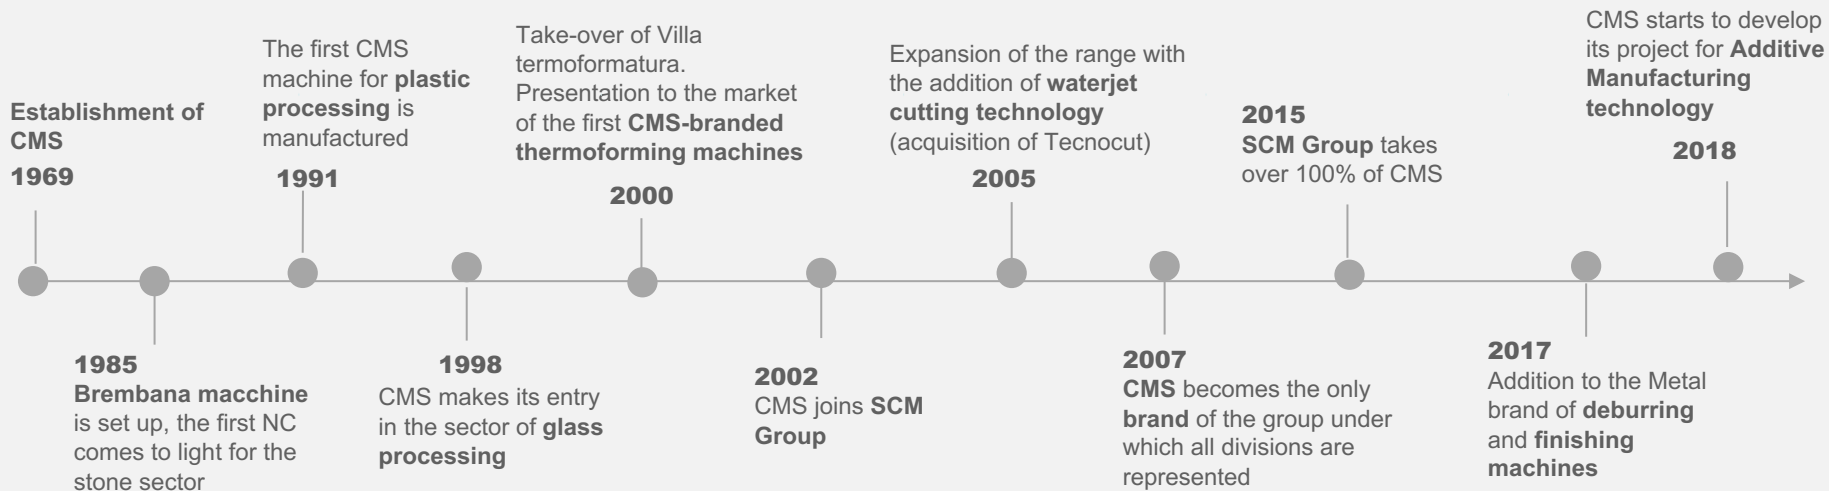 Establishment of
CMS
1969
1985
Brembana macchine
is set up, the first NC
comes to light for the
stone sector
The first CMS
machine for plastic
processing is
manufactured
1991
1998
CMS makes its entry
in the sector of glass
processing
Take-over of Villa
termoformatura.
Presentation to the market
of the first CMS-branded
thermoforming machines
2000
2002
CMS joins SCM
Group
Expansion of the range with
the addition of waterjet
cutting technology
(acquisition of Tecnocut)
2005
2007
CMS becomes the only
brand of the group under
which all divisions are
represented
2015
SCM Group takes
over 100% of CMS
2017
Addition to the Metal
brand of deburring
and finishing
machines
CMS starts to develop
its project for Additive
Manufacturing
technology
2018